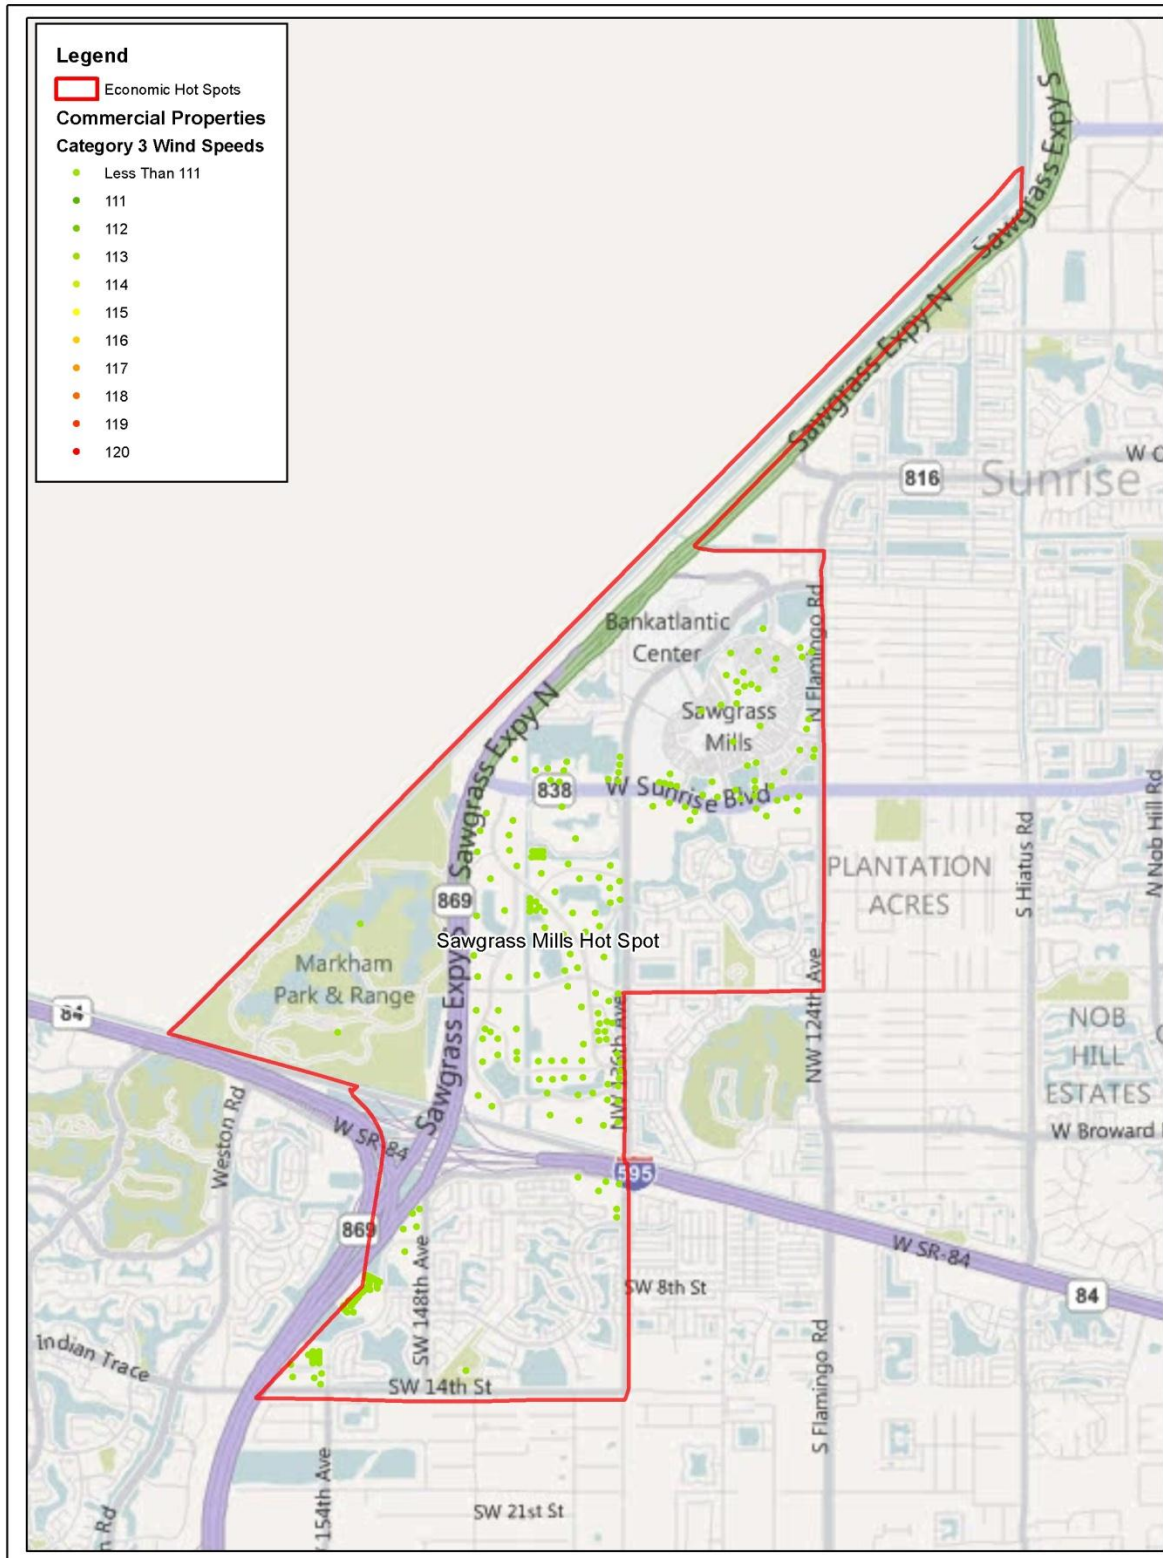 Legend
Economic Hot Spots
Commercial Properties
Category 3 Wind Speeds
Less Than 111
111
112
113
114
115
116
117
118
119
120
Sawgrass Expy S
Sawgrass Expy N
816
Sunrise
Bankatlantic
Center
N Flamingo Rd
Sawgrass
Mills
Sawgrass Expy N
838
W Sunrise Blvd
S Hiatus Rd
N Nob Hill Rd
PLANTATION
ACRES
869
Sawgrass Mills Hot Spot
Markham
Park & Range
Sawgrass Expy S
84
NW 136th Ave
NW 124th Ave
NOB
HILL
ESTATES
W Broward
Weston Rd
W SR-84
595
869
W SR-84
84
SW 148th Ave
SW 8th St
S Flamingo Rd
Indian Trace
SW 14th St
154th Ave
SW 21st St